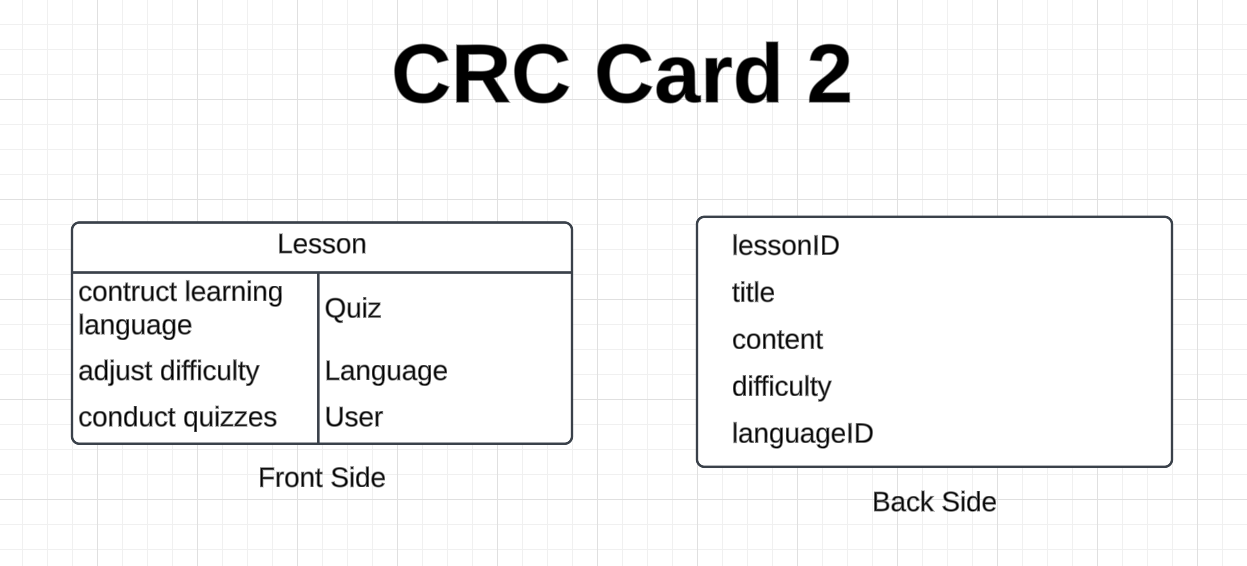 CRC Card 2
Lesson
contruct learning
language
Quiz
adjust difficulty
Language
conduct quizzes
User
Front Side
lessonID
title
content
difficulty
languageID
Back Side